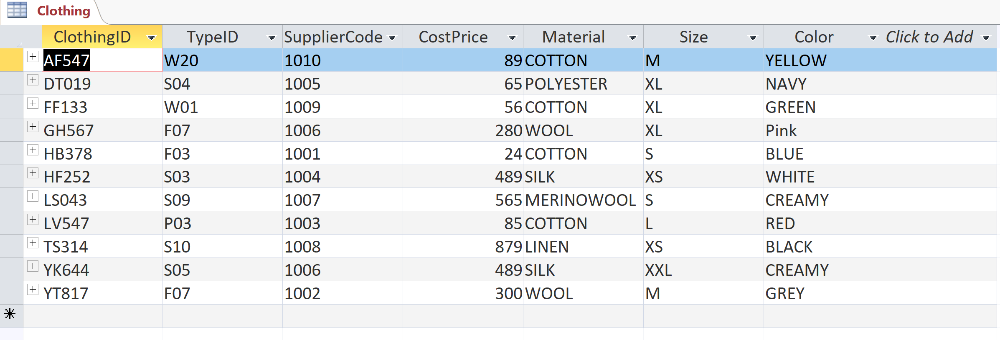 Clothing
ClothingID TypeID SupplierCode CostPrice Material Size Color Click to Add
AF547 W20 1010 89 COTTON M YELLOW
DT019 S04 1005 65 POLYESTER XL NAVY
FF133 W01 1009 56 COTTON XL GREEN
GH567 F07 1006 280 WOOL XL Pink
HB378 F03 1001 24 COTTON S BLUE
HF252 S03 1004 489 SILK XS WHITE
LS043 S09 1007 565 MERINOWOOL S CREAMY
LV547 P03 1003 85 COTTON L RED
TS314 S10 1008 879 LINEN XS BLACK
YK644 S05 1006 489 SILK XXL CREAMY
YT817 F07 1002 300 WOOL M GREY